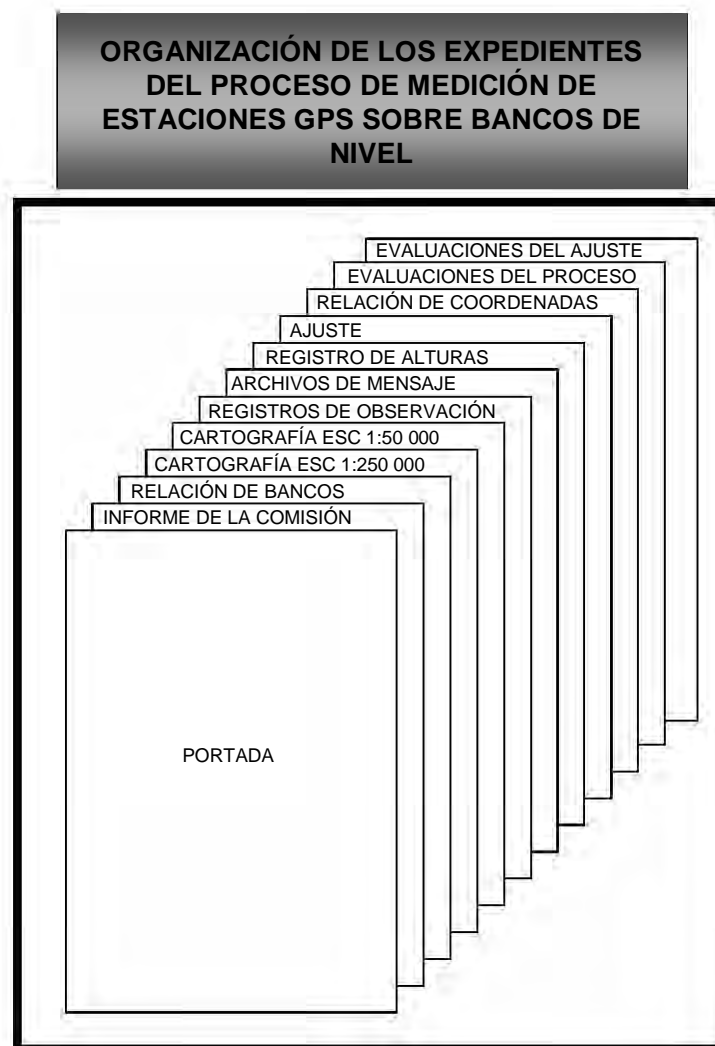 ORGANIZACIÓN DE LOS EXPEDIENTES
DEL PROCESO DE MEDICIÓN DE
ESTACIONES GPS SOBRE BANCOS DE
NIVEL
EVALUACIONES DEL AJUSTE
EVALUACIONES DEL PROCESO
RELACIÓN DE COORDENADAS
AJUSTE
REGISTRO DE ALTURAS
ARCHIVOS DE MENSAJE
REGISTROS DE OBSERVACIÓN
CARTOGRAFÍA ESC 1:50 000
CARTOGRAFÍA ESC 1:250 000
RELACIÓN DE BANCOS
INFORME DE LA COMISIÓN
PORTADA